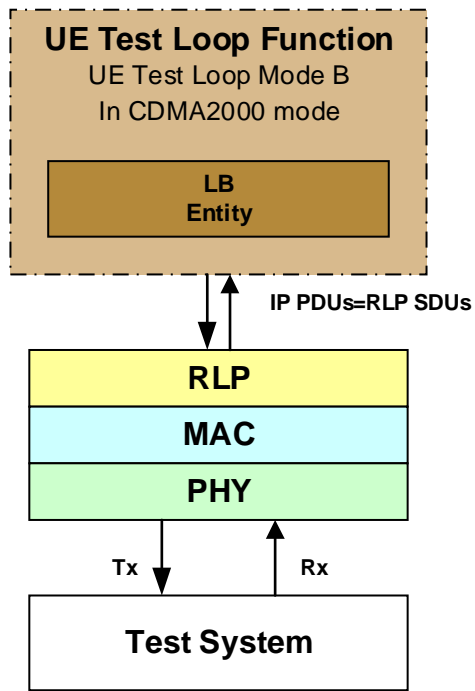 UE Test Loop Function
UE Test Loop Mode B
In CDMA2000 mode
LB
Entity
IP PDUs=RLP SDUs
RLP
MAC
PHY
Tx
Rx
Test System